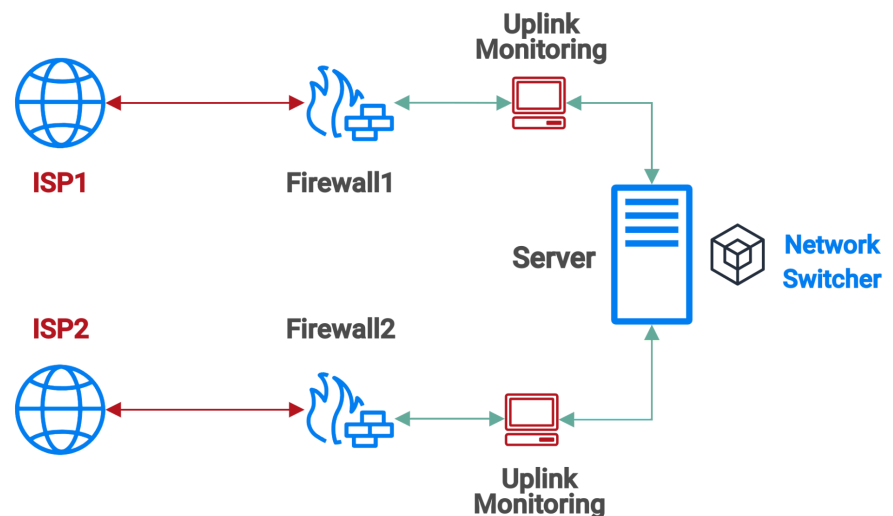 Uplink
Monitoring
ISP1
Firewall1
Server
Network
Switcher
ISP2
Firewall2
Uplink
Monitoring